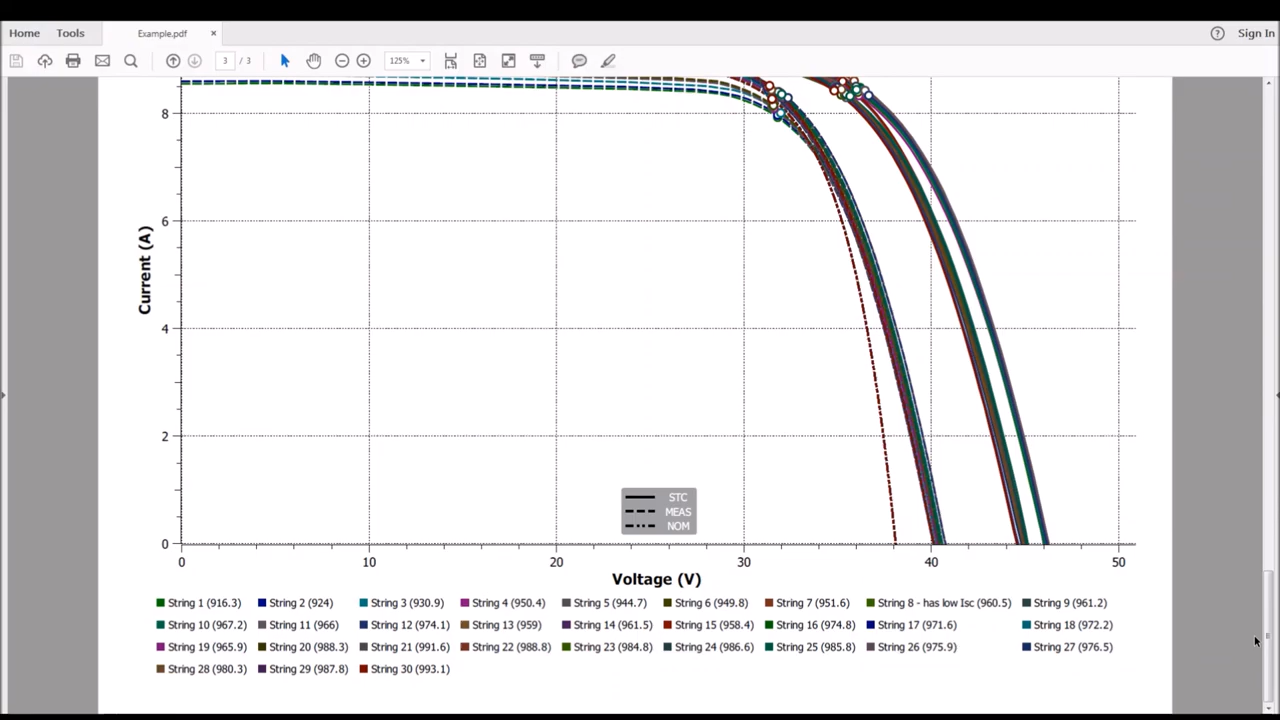 Home Tools Example.pdf × ? Sign In
3 / 3 125%
8
6
4
2
0
Current (A)
STC
MEAS
NOM
0 10 20 30 40 50
Voltage (V)
String 1 (916.3) String 2 (924) String 3 (930.9) String 4 (950.4) String 5 (944.7) String 6 (949.8) String 7 (951.6) String 8 - has low Isc (960.5) String 9 (961.2)
String 10 (967.2) String 11 (966) String 12 (974.1) String 13 (959) String 14 (961.5) String 15 (958.4) String 16 (974.8) String 17 (971.6) String 18 (972.2)
String 19 (965.9) String 20 (988.3) String 21 (991.6) String 22 (988.8) String 23 (984.8) String 24 (986.6) String 25 (985.8) String 26 (975.9) String 27 (976.5)
String 28 (980.3) String 29 (987.8) String 30 (993.1)